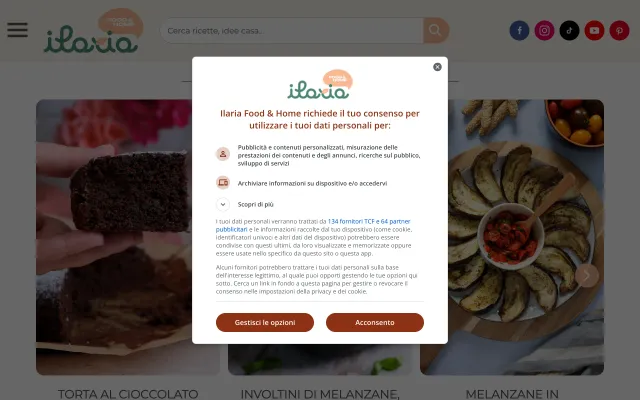 ilaria
FOOD & HOME
Cerca ricette, idee casa...
ilaria
Ilaria Food & Home richiede il tuo consenso per
utilizzare i tuoi dati personali per:
Pubblicità e contenuti personalizzati, misurazione delle
prestazioni dei contenuti e degli annunci, ricerche sul pubblico,
sviluppo di servizi
Archiviare informazioni su dispositivo e/o accedervi
Scopri di più
I tuoi dati personali verranno trattati da 134 fornitori TCF e 64 partner
pubblicitari e le informazioni raccolte dal tuo dispositivo (come cookie,
identificatori univoci e altri dati del dispositivo) potrebbero essere
condivise con questi ultimi, da loro visualizzate e memorizzate oppure
essere usate nello specifico da questo sito o questa app.
Alcuni fornitori potrebbero trattare i tuoi dati personali sulla base
dell'interesse legittimo, al quale puoi opporti gestendo le tue opzioni qui
sotto. Cerca un link in fondo a questa pagina per gestire o revocare il
consenso nelle impostazioni della privacy e dei cookie.
Gestisci le opzioni
Acconsento
TORTA AL CIOCCOLATO
INVOLTINI DI MELANZANE,
MELANZANE IN